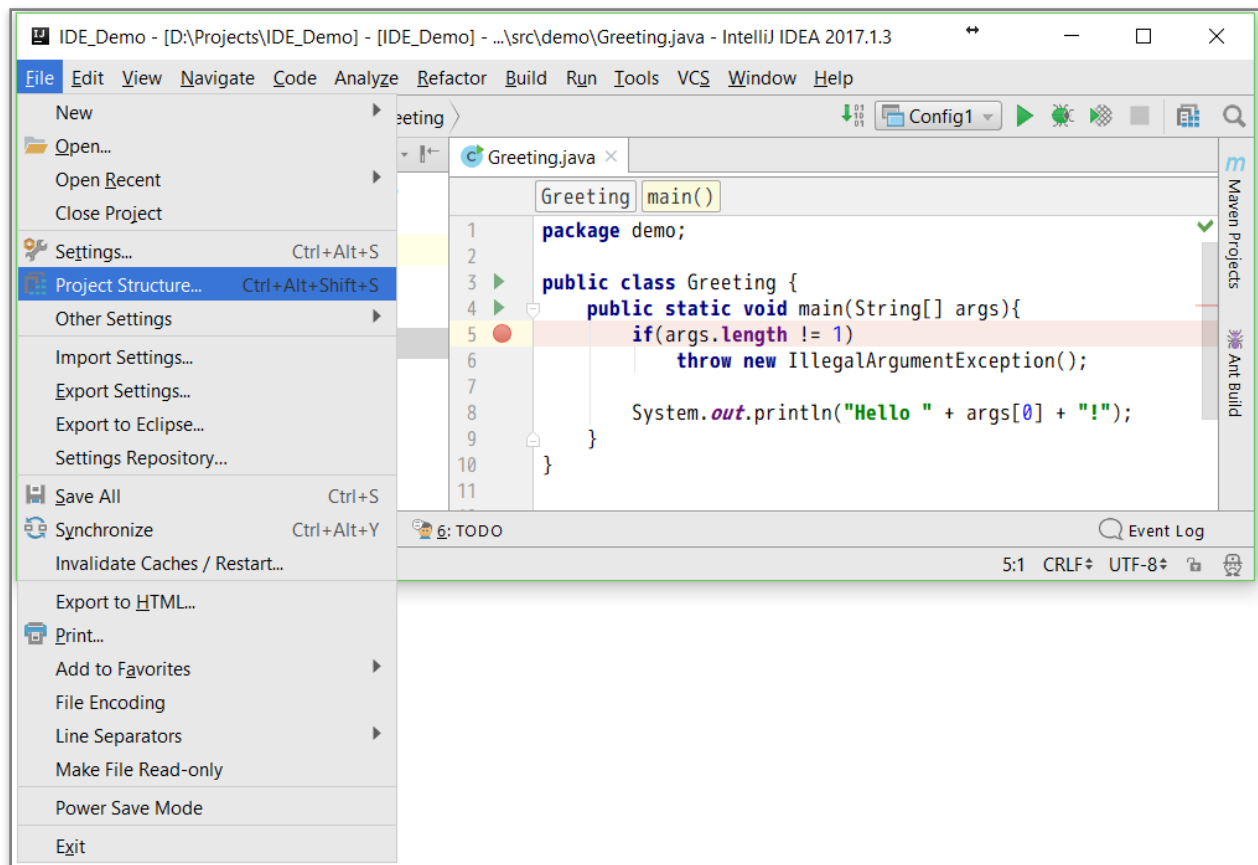 IDE_Demo - [D:\Projects\IDE_Demo] - [IDE_Demo] - ...\src\demo\Greeting.java - IntelliJ IDEA 2017.1.3
File Edit View Navigate Code Analyze Refactor Build Run Tools VCS Window Help
eeting
Config1
New
Open...
Open Recent
Close Project
Settings... Ctrl+Alt+S
Project Structure... Ctrl+Alt+Shift+S
Other Settings
Import Settings...
Export Settings...
Export to Eclipse...
Settings Repository...
Save All Ctrl+S
Synchronize Ctrl+Alt+Y
Invalidate Caches / Restart...
Export to HTML...
Print...
Add to Favorites
File Encoding
Line Separators
Make File Read-only
Power Save Mode
Exit
Greeting.java
Greeting main()
1 package demo;
2
3 public class Greeting {
4 public static void main(String[] args){
5 if(args.length != 1)
6 throw new IllegalArgumentException();
7
8 System.out.println("Hello " + args[0] + "!");
9 }
10 }
11
m Maven Projects
Ant Build
6: TODO
Event Log
5:1 CRLF UTF-8